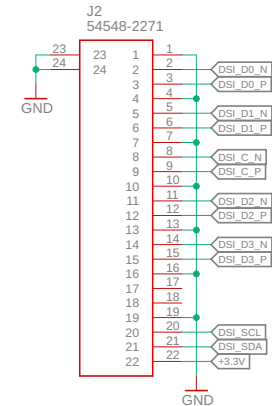 J2
54548-2271
23 23 1 1
24 24 2 2 DSI_D0_N
3 3 DSI_D0_P
GND 4 4
5 5 DSI_D1_N
6 6 DSI_D1_P
7 7
8 8 DSI_C_N
9 9 DSI_C_P
10 10
11 11 DSI_D2_N
12 12 DSI_D2_P
13 13
14 14 DSI_D3_N
15 15 DSI_D3_P
16 16
17 17
18 18
19 19
20 20 DSI_SCL
21 21 DSI_SDA
22 22 +3.3V
GND